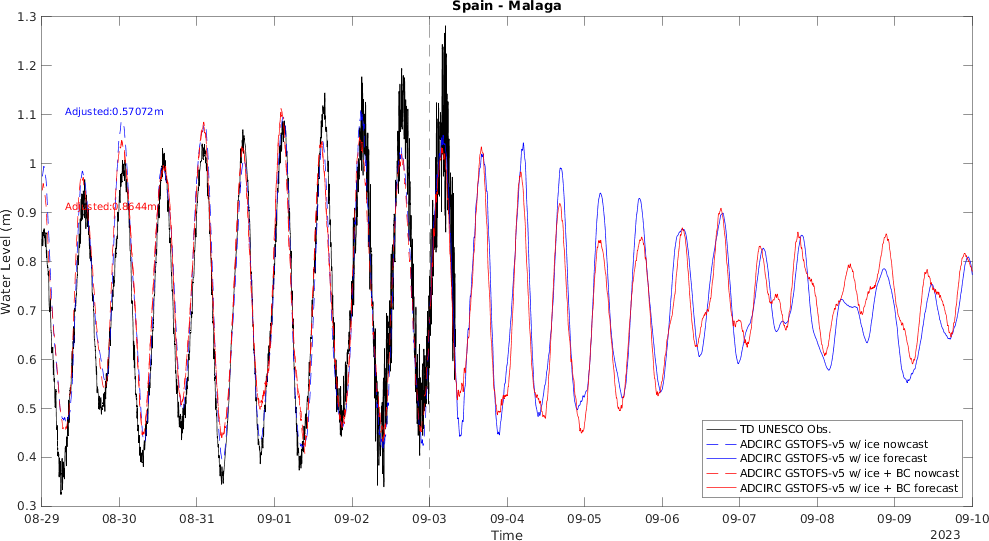 Spain - Malaga
1.3
1.2
1.1
1
0.9
0.8
0.7
0.6
0.5
0.4
0.3
Water Level (m)
Adjusted:0.57072m
Adjusted:0.8644m
TD UNESCO Obs.
ADCIRC GSTOFS-v5 w/ ice nowcast
ADCIRC GSTOFS-v5 w/ ice forecast
ADCIRC GSTOFS-v5 w/ ice + BC nowcast
ADCIRC GSTOFS-v5 w/ ice + BC forecast
08-29 08-30 08-31 09-01 09-02 09-03 09-04 09-05 09-06 09-07 09-08 09-09 09-10
Time
2023